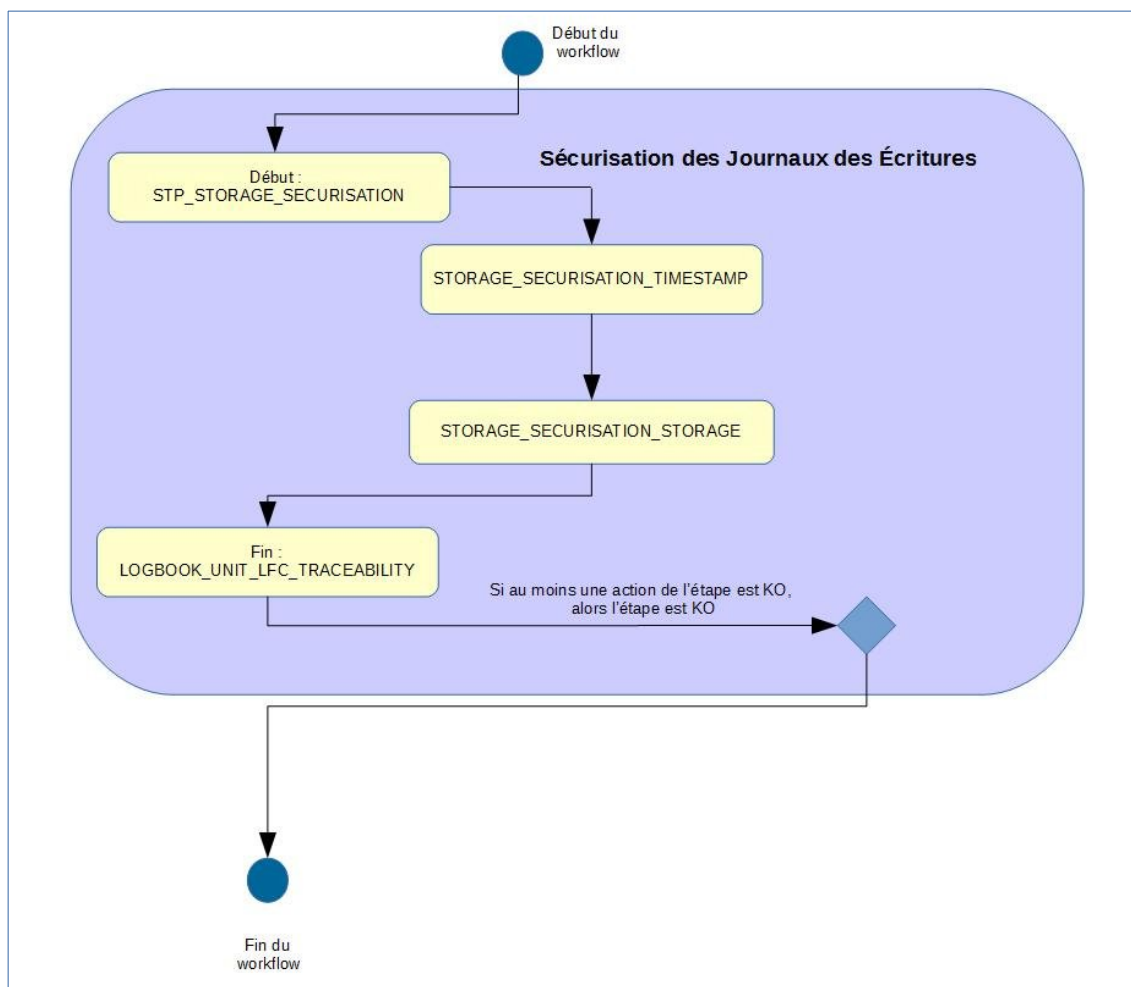 Début du
workflow
Sécurisation des Journaux des Écritures
Début :
STP_STORAGE_SECURISATION
STORAGE_SECURISATION_TIMESTAMP
STORAGE_SECURISATION_STORAGE
Fin :
LOGBOOK_UNIT_LFC_TRACEABILITY
Si au moins une action de l'étape est KO,
alors l'étape est KO
Fin du
workflow